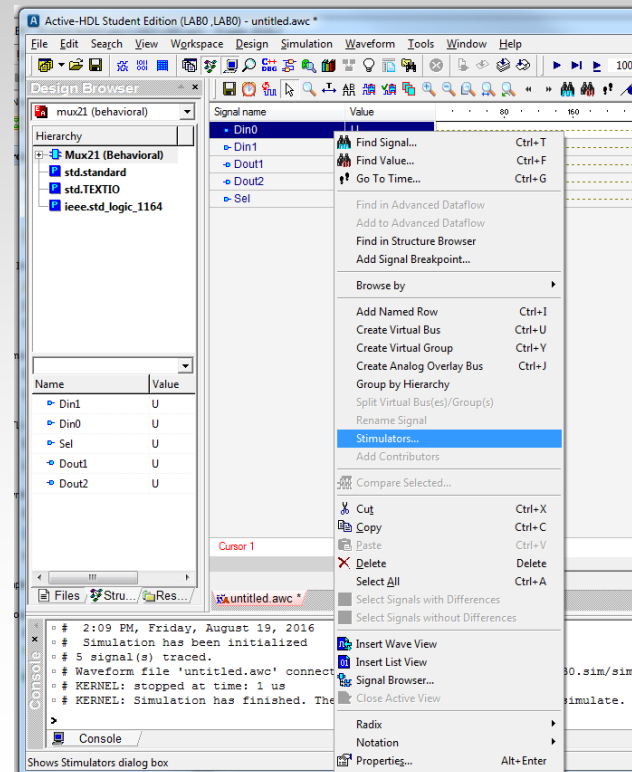 Active-HDL Student Edition (LAB0 ,LAB0) - untitled.awc *
File Edit Search View Workspace Design Simulation Waveform Tools Window Help
100
Design Browser
mux21 (behavioral)
Hierarchy
Mux21 (Behavioral)
std.standard
std.TEXTIO
ieee.std_logic_1164
Name Value
Din1 U
Din0 U
Sel U
Dout1 U
Dout2 U
Files Stru... Res...
Signal name Value 80 160
Din0 U
Din1
Dout1
Dout2
Sel
Cursor 1
untitled.awc *
Find Signal... Ctrl+T
Find Value... Ctrl+F
Go To Time... Ctrl+G
Find in Advanced Dataflow
Add to Advanced Dataflow
Find in Structure Browser
Add Signal Breakpoint...
Browse by
Add Named Row Ctrl+I
Create Virtual Bus Ctrl+U
Create Virtual Group Ctrl+Y
Create Analog Overlay Bus Ctrl+J
Group by Hierarchy
Split Virtual Bus(es)/Group(s)
Rename Signal
Stimulators...
Add Contributors
Compare Selected...
Cut Ctrl+X
Copy Ctrl+C
Paste Ctrl+V
Delete Delete
Select All Ctrl+A
Select Signals with Differences
Select Signals without Differences
Insert Wave View
Insert List View
Signal Browser...
Close Active View
Radix
Notation
Properties... Alt+Enter
Console
# 2:09 PM, Friday, August 19, 2016
# Simulation has been initialized
# 5 signal(s) traced.
# Waveform file 'untitled.awc' connect 0.sim/sim
# KERNEL: stopped at time: 1 us
# KERNEL: Simulation has finished. The simulate.
>
Console
Shows Stimulators dialog box